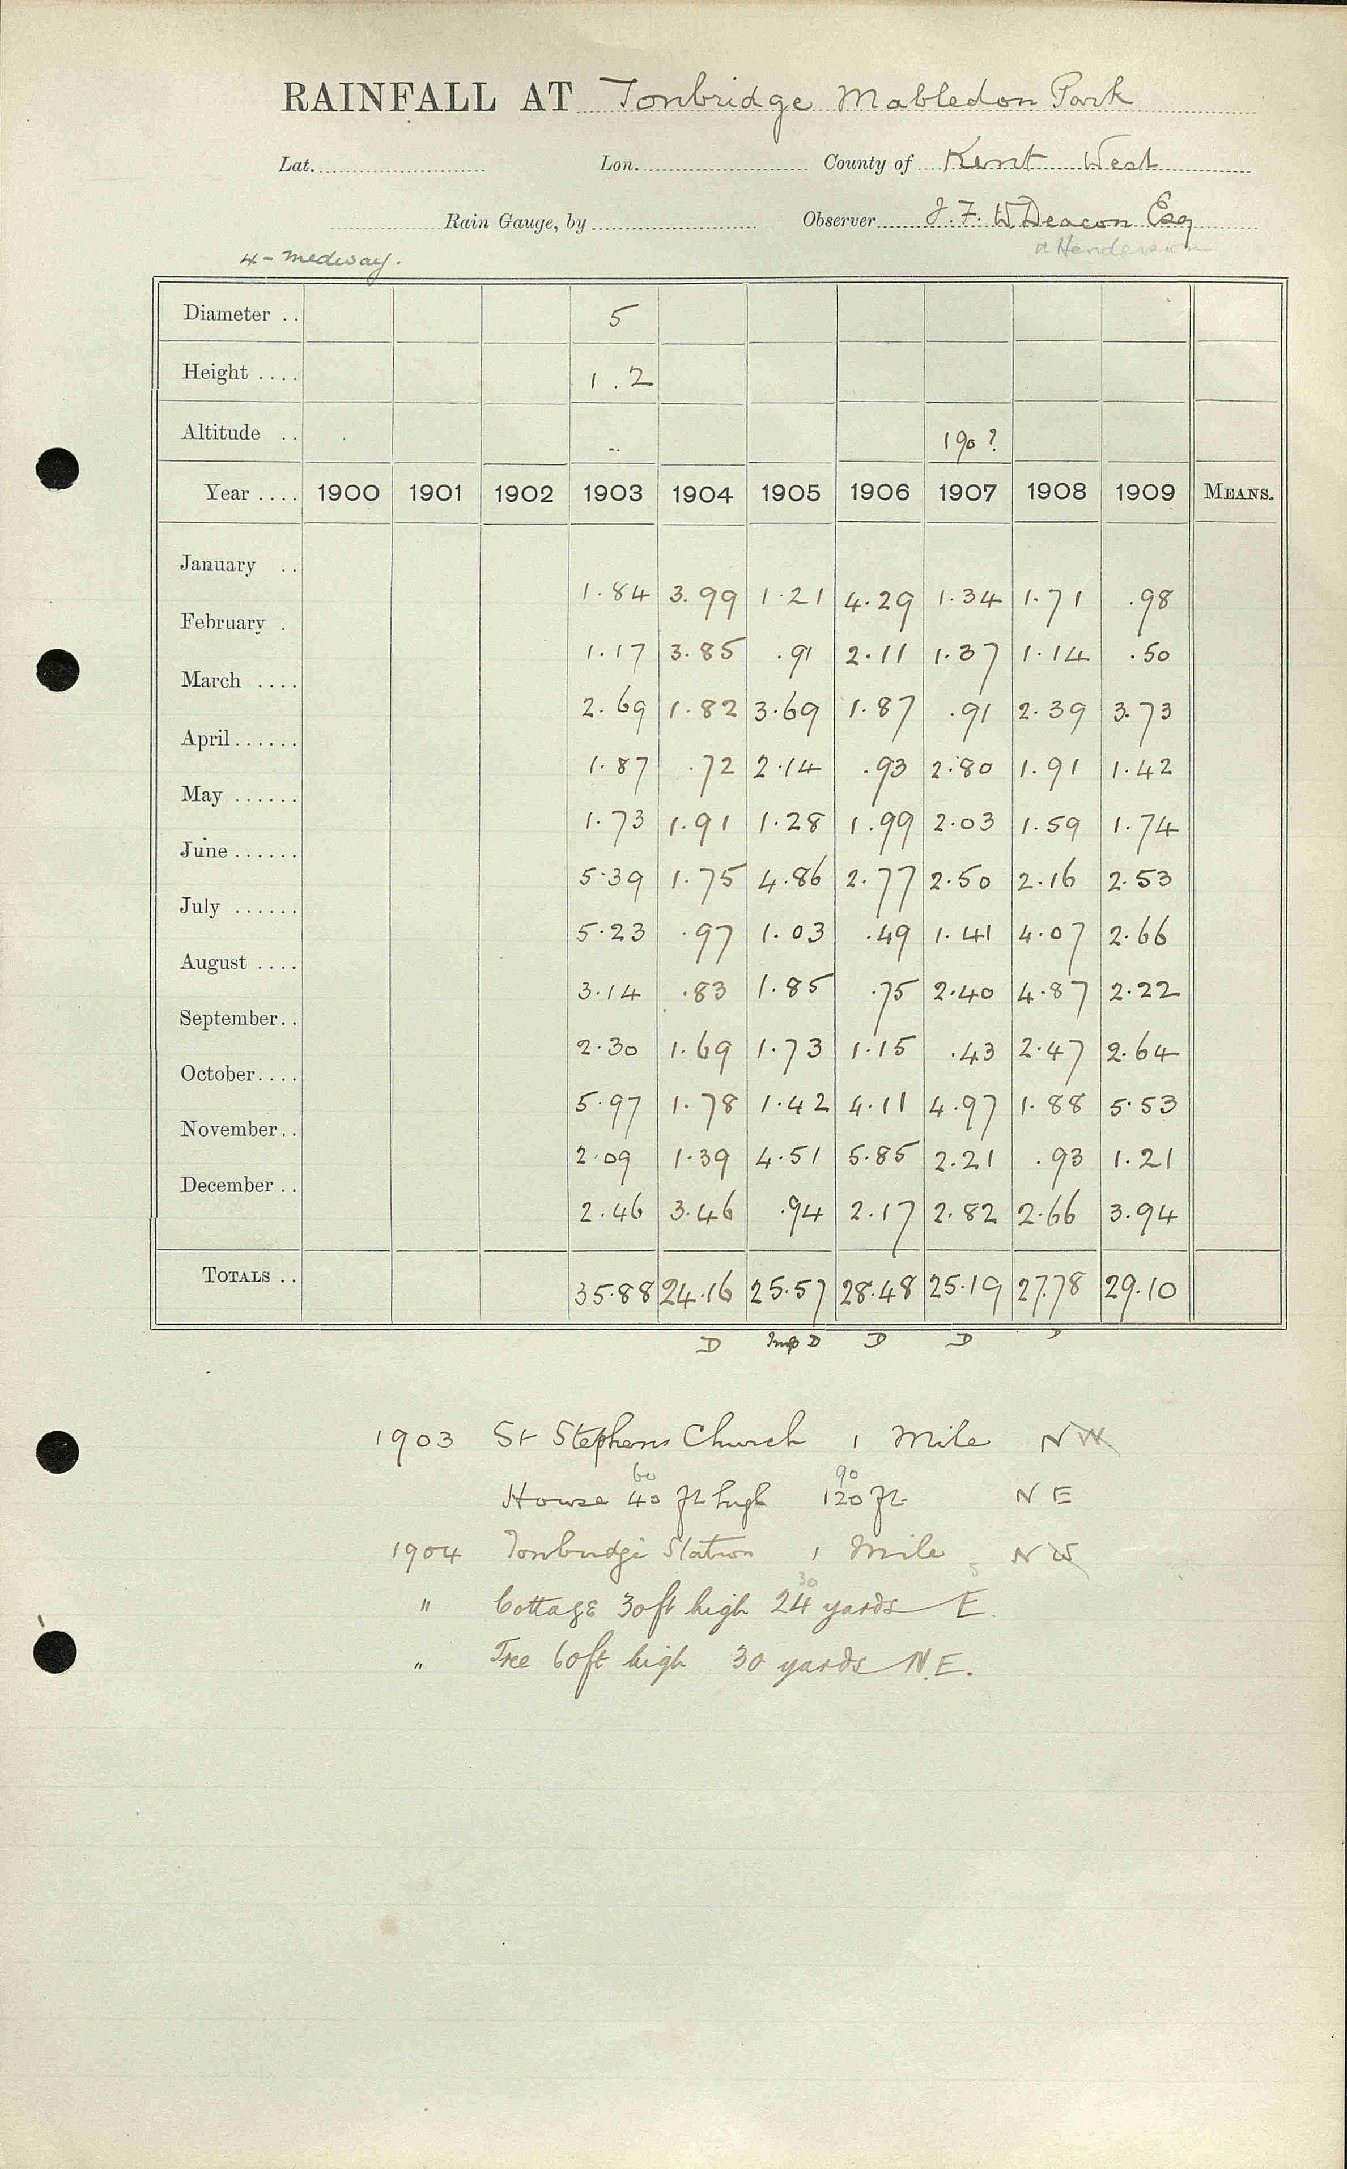 RAINFALL AT Tonbridge Mabledon Park
Lat. Lon. County of Kent West
Rain Gauge, by Observer J. F. W. Deacon Esq
4 - Medway. Henderson
Diameter .. 5
Height .... 1.2
Altitude .. 190?
Year .... 1900 1901 1902 1903 1904 1905 1906 1907 1908 1909 MEANS.
January .. 1.84 3.99 1.21 4.29 1.34 1.71 .98
February . 1.17 3.85 .91 2.11 1.37 1.14 .50
March .... 2.69 1.82 3.69 1.87 .91 2.39 3.73
April...... 1.87 .72 2.14 .93 2.80 1.91 1.42
May ...... 1.73 1.91 1.28 1.99 2.03 1.59 1.74
June ...... 5.39 1.75 4.86 2.77 2.50 2.16 2.53
July ...... 5.23 .97 1.03 .49 1.41 4.07 2.66
August .... 3.14 .83 1.85 .75 2.40 4.87 2.22
September.. 2.30 1.69 1.73 1.15 .43 2.47 2.64
October.... 5.97 1.78 1.42 4.11 4.97 1.88 5.53
November.. 2.09 1.39 4.51 5.85 2.21 .93 1.21
December .. 2.46 3.46 .94 2.17 2.82 2.66 3.94
TOTALS .. 35.88 24.16 25.57 28.48 25.19 27.78 29.10
D Imp D D D D
1903 St Stephens Church 1 Mile NW
60 90
House 40 ft high 120 ft. NE
1904 Tonbridge Station 1 Mile NW
30
" Cottage 30ft high 24 yards E.
" Tree 60ft high 30 yards N.E.